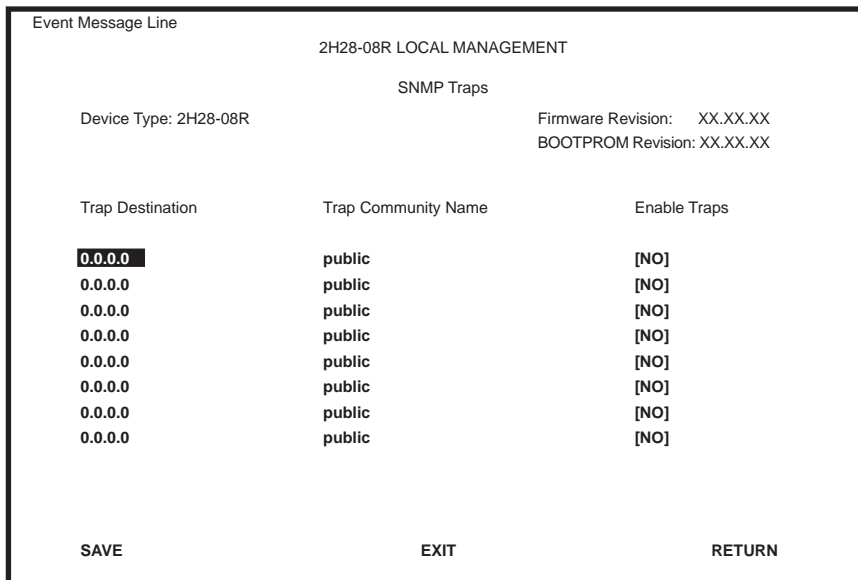 Event Message Line
2H28-08R LOCAL MANAGEMENT
SNMP Traps
Device Type: 2H28-08R Firmware Revision: XX.XX.XX
BOOTPROM Revision: XX.XX.XX
Trap Destination Trap Community Name Enable Traps
0.0.0.0 public [NO]
0.0.0.0 public [NO]
0.0.0.0 public [NO]
0.0.0.0 public [NO]
0.0.0.0 public [NO]
0.0.0.0 public [NO]
0.0.0.0 public [NO]
0.0.0.0 public [NO]
SAVE EXIT RETURN